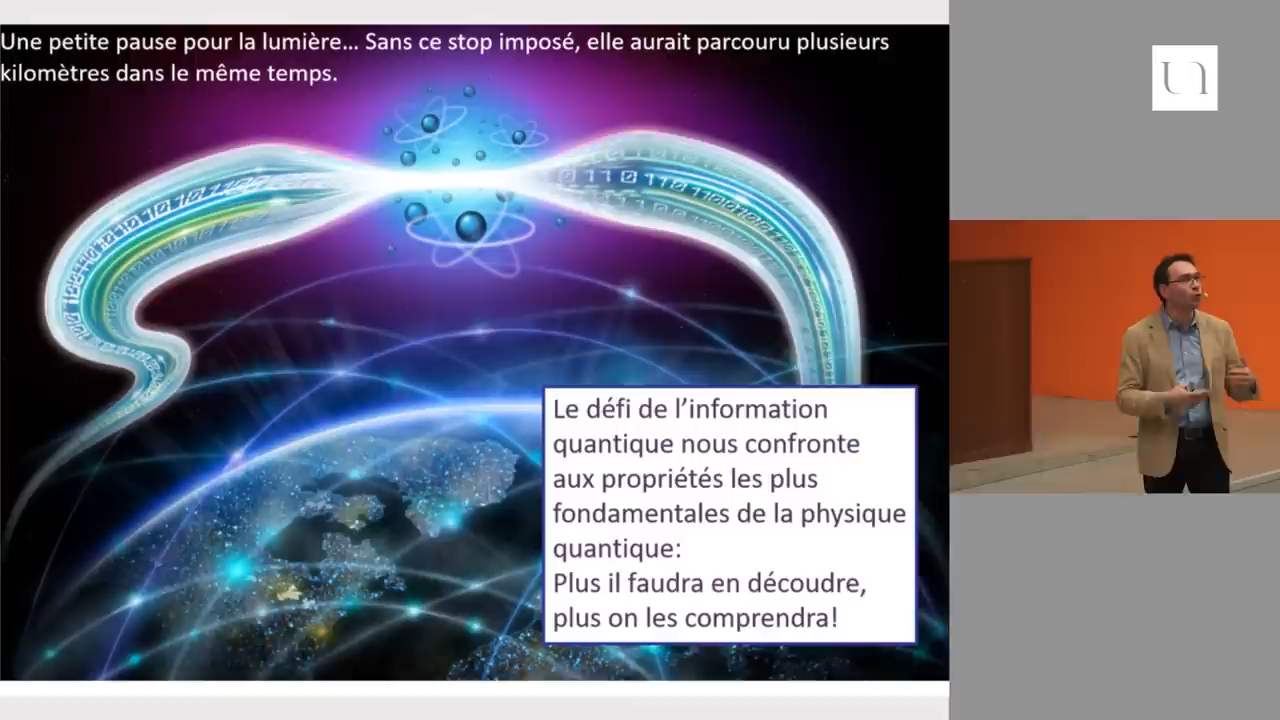 Une petite pause pour la lumière... Sans ce stop imposé, elle aurait parcouru plusieurs
kilomètres dans le même temps.
Le défi de l’information
quantique nous confronte
aux propriétés les plus
fondamentales de la physique
quantique:
Plus il faudra en découdre,
plus on les comprendra!